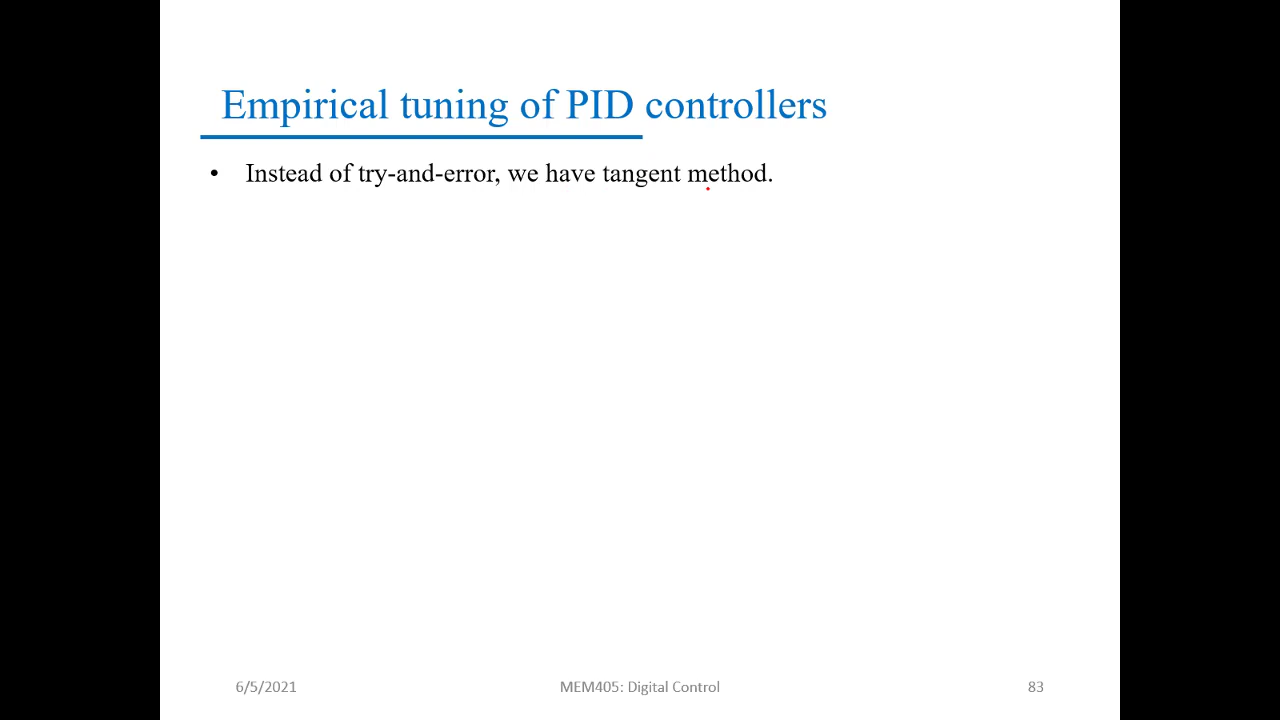 Empirical tuning of PID controllers
• Instead of try-and-error, we have tangent method.
6/5/2021 MEM405: Digital Control 83